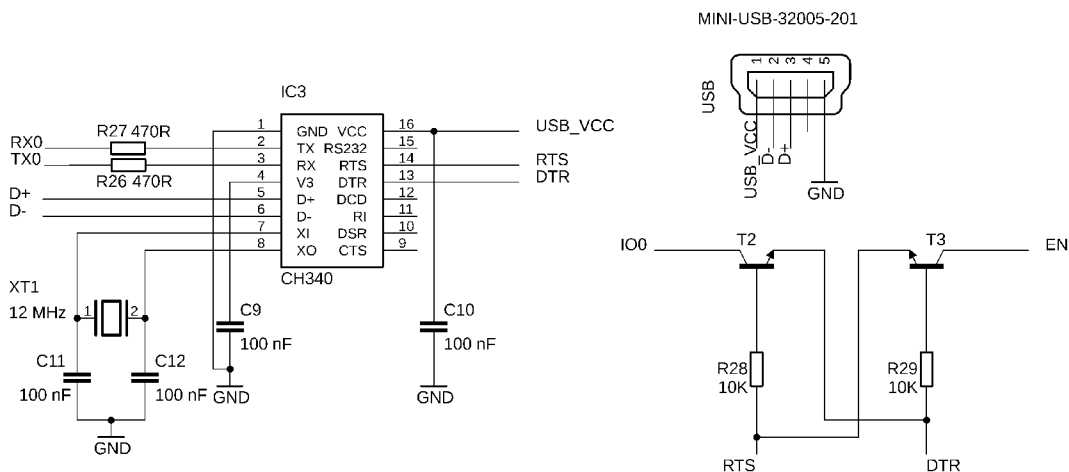 MINI-USB-32005-201
USB
1 2 3 4 5
USB_VCC
D-
D+
GND
IC3
1 GND VCC 16
2 TX RS232 15
3 RX RTS 14
4 V3 DTR 13
5 D+ DCD 12
6 D- RI 11
7 XI DSR 10
8 XO CTS 9
CH340
R27 470R
RX0
TX0
R26 470R
D+
D-
USB_VCC
RTS
DTR
XT1
12 MHz
1 2
C9
100 nF
C10
100 nF
C11
100 nF
C12
100 nF
GND
GND
GND
IO0
T2
T3
EN
R28
10K
R29
10K
RTS
DTR